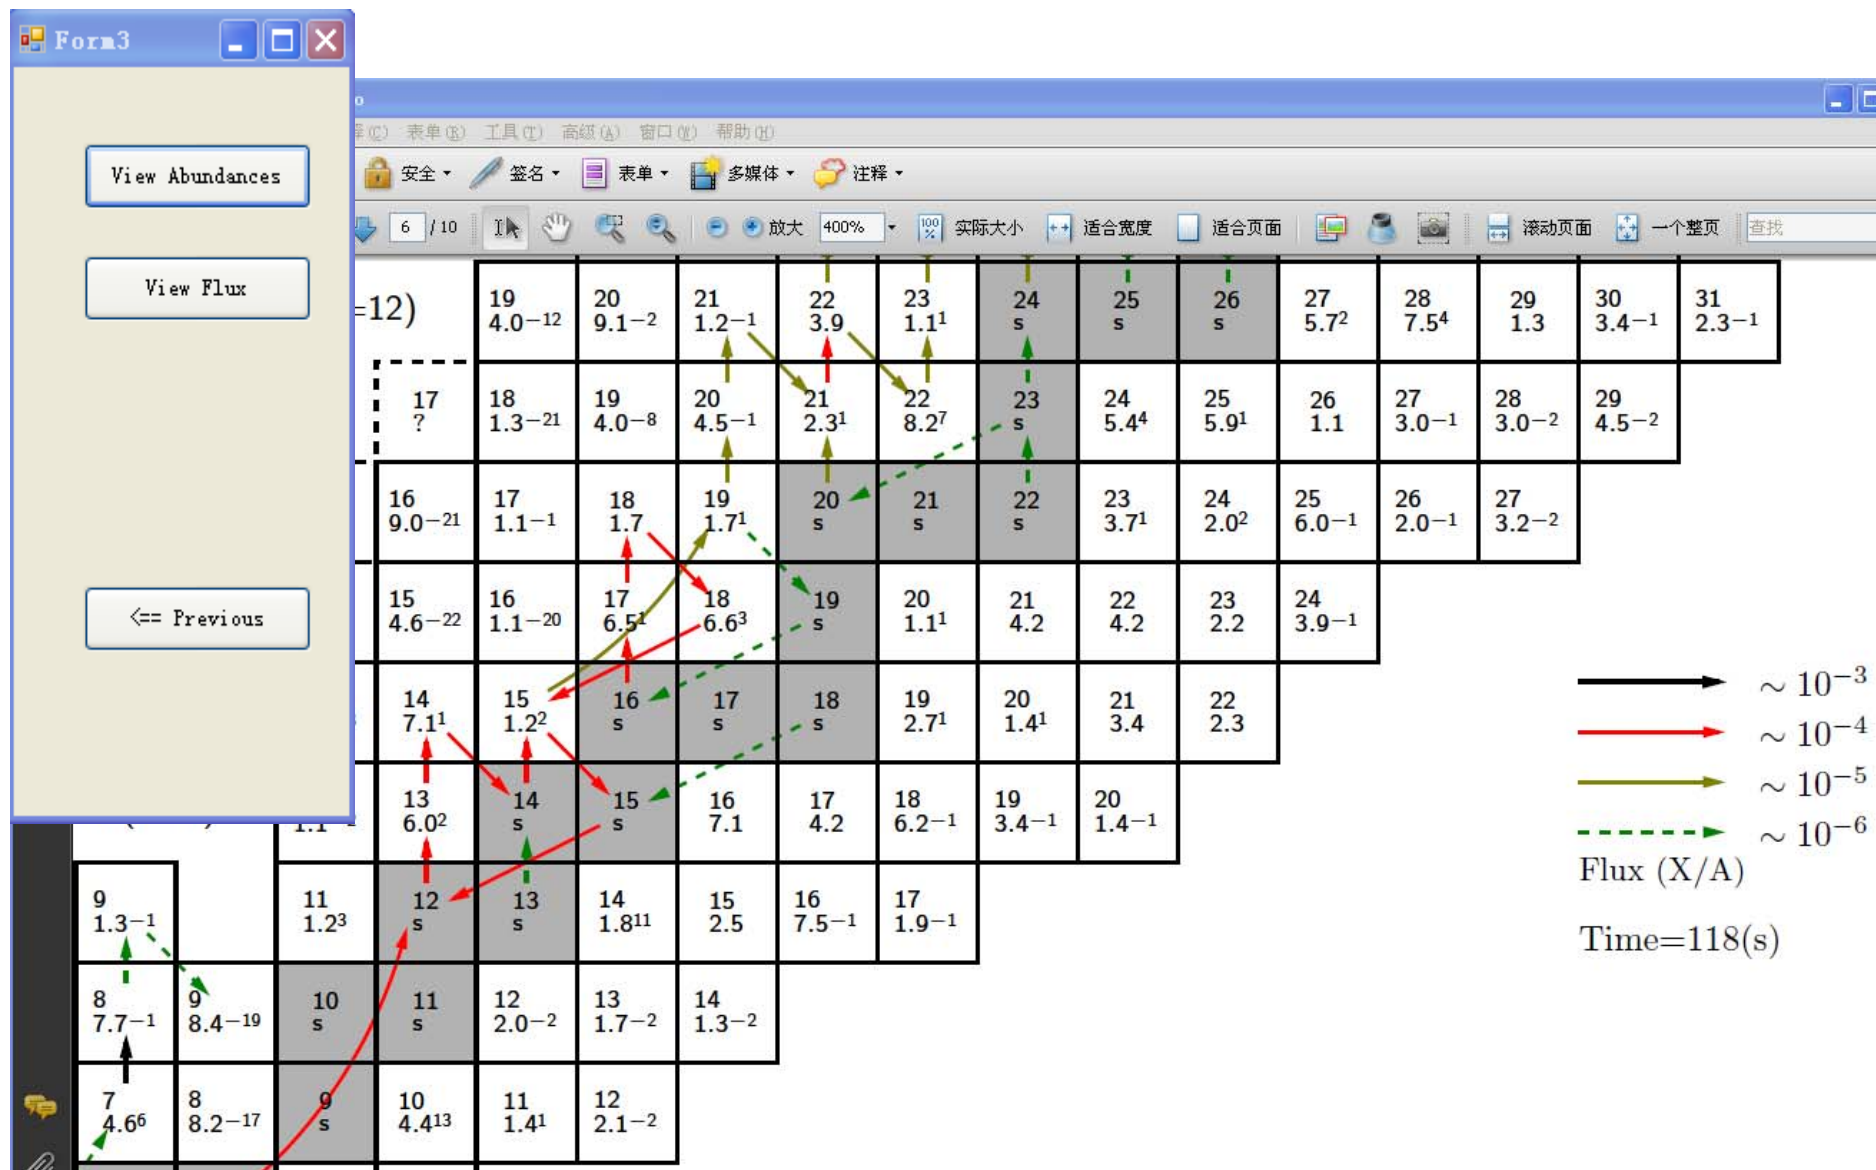 Form3
View Abundances
View Flux
<== Previous
表单(R) 工具(T) 高级(A) 窗口(W) 帮助(H)
安全 签名 表单 多媒体 注释
6 / 10 放大 400% 实际大小 适合宽度 适合页面 滚动页面 一个整页 查找
=12) 19 20 21 22 23 24 25 26 27 28 29 30 31
4.0−12 9.1−2 1.2−1 3.9 1.1¹ s s s 5.7² 7.5⁴ 1.3 3.4−1 2.3−1
17 18 19 20 21 22 23 24 25 26 27 28 29
? 1.3−21 4.0−8 4.5−1 2.3¹ 8.2⁷ s 5.4⁴ 5.9¹ 1.1 3.0−1 3.0−2 4.5−2
16 17 18 19 20 21 22 23 24 25 26 27
9.0−21 1.1−1 1.7 1.7¹ s s s 3.7¹ 2.0² 6.0−1 2.0−1 3.2−2
15 16 17 18 19 20 21 22 23 24
4.6−22 1.1−20 6.5¹ 6.6³ s 1.1¹ 4.2 4.2 2.2 3.9−1
14 15 16 17 18 19 20 21 22
7.1¹ 1.2² s s s 2.7¹ 1.4¹ 3.4 2.3
13 14 15 16 17 18 19 20
6.0² s s 7.1 4.2 6.2−1 3.4−1 1.4−1
9 11 12 13 14 15 16 17
1.3−1 1.2³ s s 1.8¹¹ 2.5 7.5−1 1.9−1
8 9 10 11 12 13 14
7.7−1 8.4−19 s s 2.0−2 1.7−2 1.3−2
7 8 9 10 11 12
4.6⁶ 8.2−17 s 4.4¹³ 1.4¹ 2.1−2
∼ 10−3
∼ 10−4
∼ 10−5
∼ 10−6
Flux (X/A)
Time=118(s)